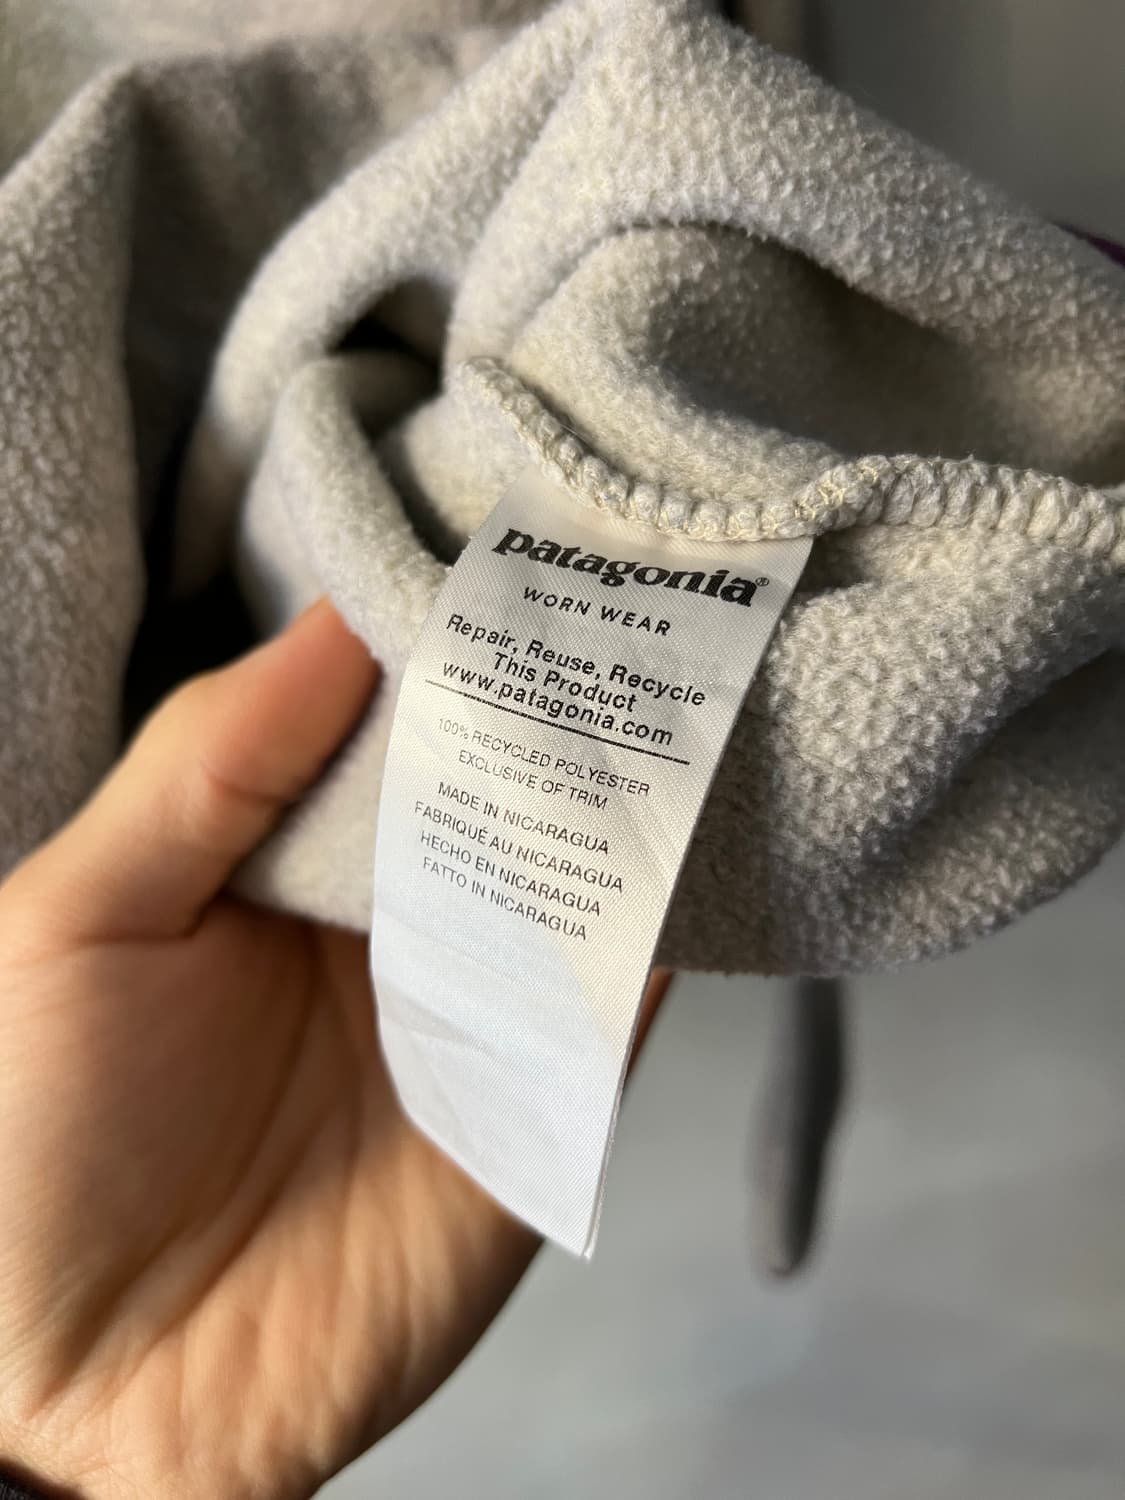 patagonia®
WORN WEAR
Repair, Reuse, Recycle
This Product
www.patagonia.com
100% RECYCLED POLYESTER
EXCLUSIVE OF TRIM
MADE IN NICARAGUA
FABRIQUÉ AU NICARAGUA
HECHO EN NICARAGUA
FATTO IN NICARAGUA